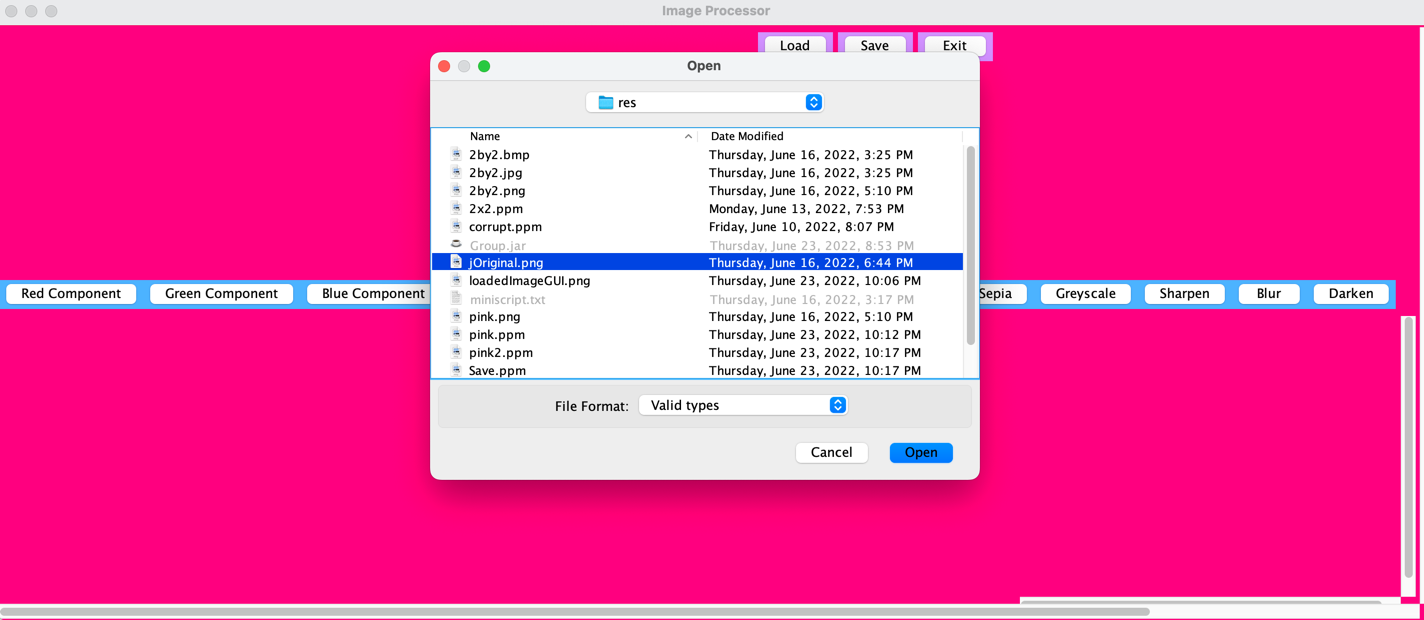 Image Processor
Load Save Exit
Open
res
Name Date Modified
2by2.bmp Thursday, June 16, 2022, 3:25 PM
2by2.jpg Thursday, June 16, 2022, 3:25 PM
2by2.png Thursday, June 16, 2022, 5:10 PM
2x2.ppm Monday, June 13, 2022, 7:53 PM
corrupt.ppm Friday, June 10, 2022, 8:07 PM
Group.jar Thursday, June 23, 2022, 8:53 PM
jOriginal.png Thursday, June 16, 2022, 6:44 PM
loadedImageGUI.png Thursday, June 23, 2022, 10:06 PM
Red Component Green Component Blue Component Sepia Greyscale Sharpen Blur Darken
miniscript.txt Thursday, June 16, 2022, 3:17 PM
pink.png Thursday, June 16, 2022, 5:10 PM
pink.ppm Thursday, June 23, 2022, 10:12 PM
pink2.ppm Thursday, June 23, 2022, 10:17 PM
Save.ppm Thursday, June 23, 2022, 10:17 PM
File Format: Valid types
Cancel Open